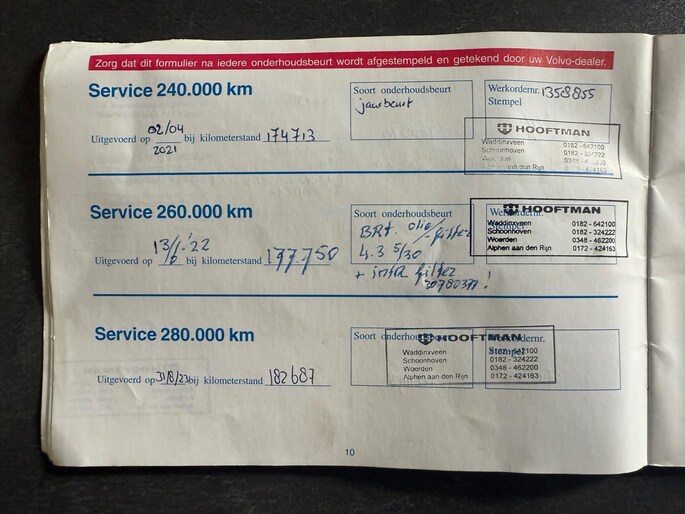 Zorg dat dit formulier na iedere onderhoudsbeurt wordt afgestempeld en getekend door uw Volvo-dealer.
Service 240.000 km
Soort onderhoudsbeurt
jaarbeurt
Werkordernr. 1358855
Stempel
Uitgevoerd op 02/04 2021 bij kilometerstand 174713
HOOFTMAN
Waddinxveen 0182 - 642100
Schoonhoven 0182 - 324222
Alphen aan den Rijn
Service 260.000 km
Soort onderhoudsbeurt
BRT. olie/-filter
4.3 5/30
+ intr. filter
Werkordernr.
Stempel
Uitgevoerd op bij kilometerstand 177.750
HOOFTMAN
Waddinxveen 0182 - 642100
Schoonhoven 0182 - 324222
Woerden 0348 - 462200
Alphen aan den Rijn 0172 - 424163
Service 280.000 km
Soort onderhoudsbeurt
Werkordernr.
Stempel
Uitgevoerd op 31/8/23 bij kilometerstand 182687
HOOFTMAN
Waddinxveen 0182 - 642100
Schoonhoven 0182 - 324222
Woerden 0348 - 462200
Alphen aan den Rijn 0172 - 424163
10